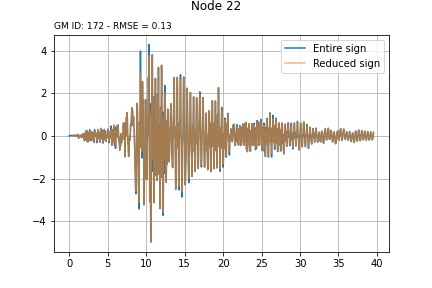 Node 22
GM ID: 172 - RMSE = 0.13
Entire sign
Reduced sign
4
2
0
−2
−4
0 5 10 15 20 25 30 35 40